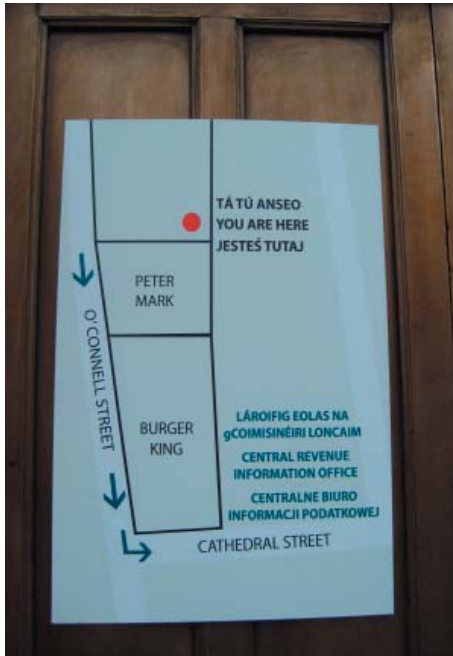 TÁ TÚ ANSEO
YOU ARE HERE
JESTEŚ TUTAJ
PETER
MARK
O'CONNELL STREET
BURGER
KING
LÁROIFIG EOLAS NA
gCOIMISINÉIRI LONCAIM
CENTRAL REVENUE
INFORMATION OFFICE
CENTRALNE BIURO
INFORMACJI PODATKOWEJ
CATHEDRAL STREET